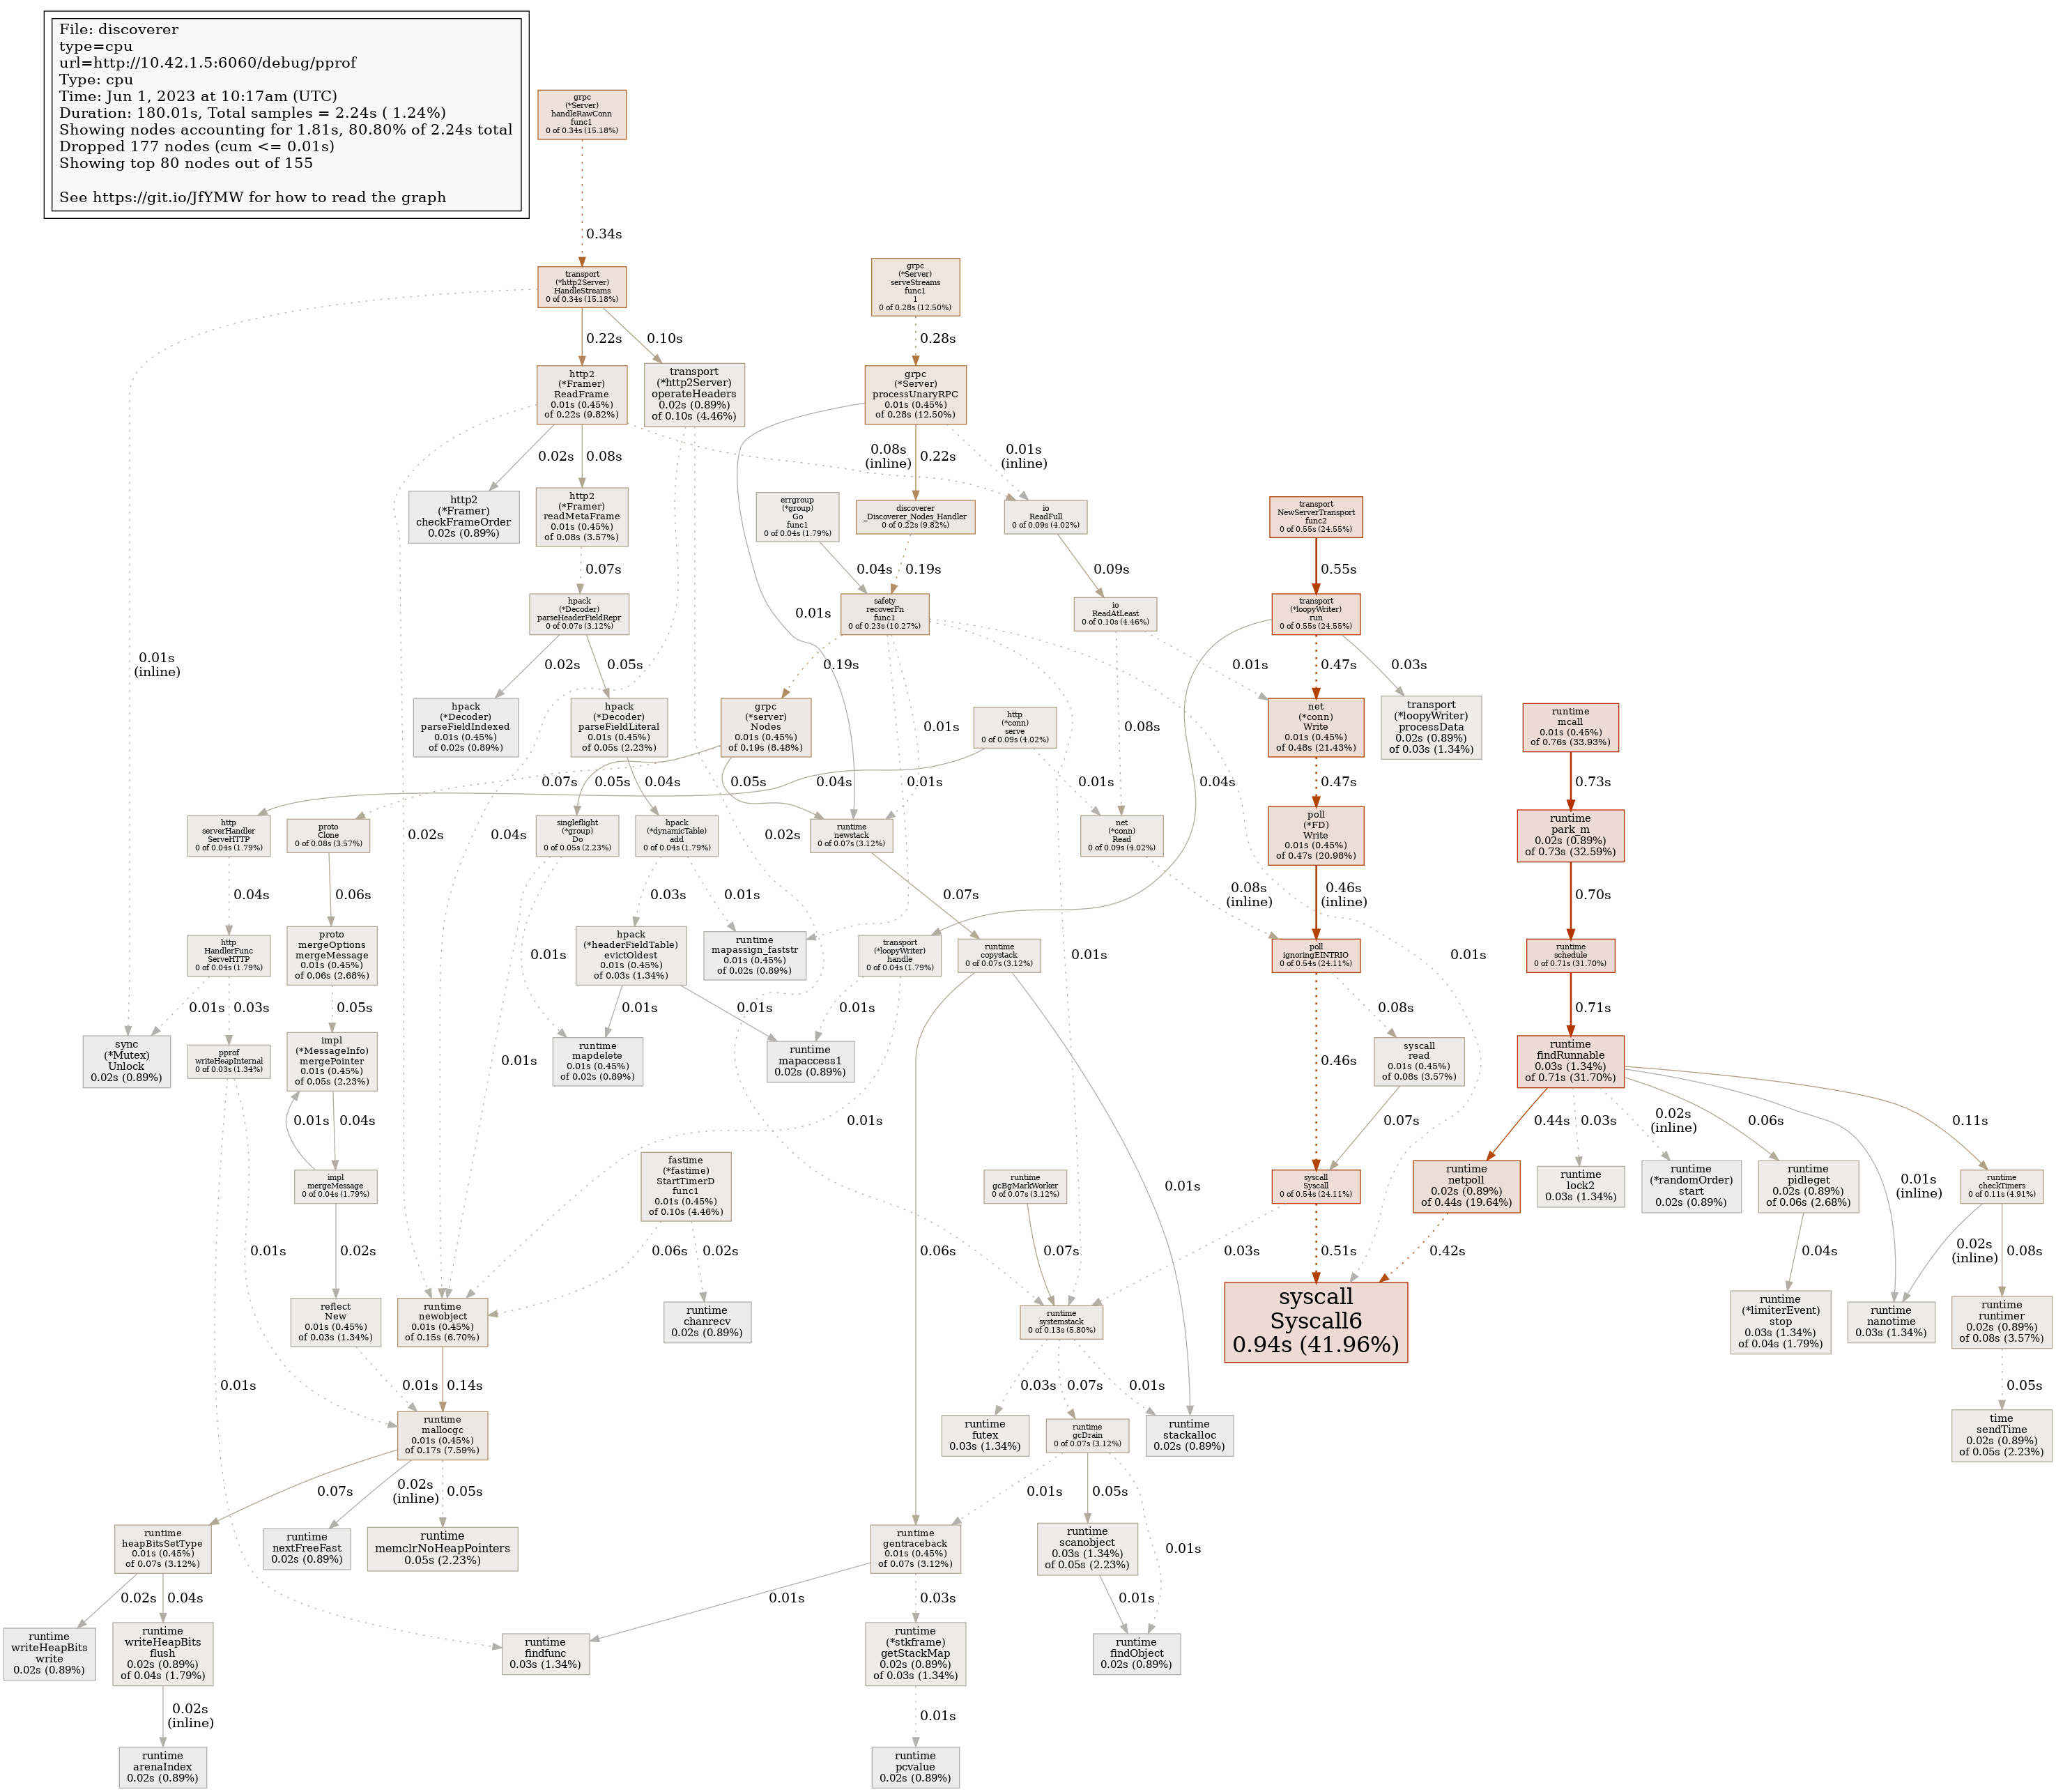 File: discoverer
type=cpu
url=http://10.42.1.5:6060/debug/pprof
Type: cpu
Time: Jun 1, 2023 at 10:17am (UTC)
Duration: 180.01s, Total samples = 2.24s ( 1.24%)
Showing nodes accounting for 1.81s, 80.80% of 2.24s total
Dropped 177 nodes (cum <= 0.01s)
Showing top 80 nodes out of 155
See https://git.io/JfYMW for how to read the graph
grpc
(*Server)
handleRawConn
func1
0 of 0.34s (15.18%)
0.34s
transport
(*http2Server)
HandleStreams
0 of 0.34s (15.18%)
grpc
(*Server)
serveStreams
func1
1
0 of 0.28s (12.50%)
0.22s
0.10s
0.28s
http2
(*Framer)
ReadFrame
0.01s (0.45%)
of 0.22s (9.82%)
transport
(*http2Server)
operateHeaders
0.02s (0.89%)
of 0.10s (4.46%)
grpc
(*Server)
processUnaryRPC
0.01s (0.45%)
of 0.28s (12.50%)
0.02s
0.08s
0.08s
(inline)
0.22s
0.01s
(inline)
http2
(*Framer)
checkFrameOrder
0.02s (0.89%)
http2
(*Framer)
readMetaFrame
0.01s (0.45%)
of 0.08s (3.57%)
errgroup
(*group)
Go
func1
0 of 0.04s (1.79%)
discoverer
_Discoverer_Nodes_Handler
0 of 0.22s (9.82%)
io
ReadFull
0 of 0.09s (4.02%)
transport
NewServerTransport
func2
0 of 0.55s (24.55%)
0.07s
0.04s
0.19s
0.09s
0.55s
hpack
(*Decoder)
parseHeaderFieldRepr
0 of 0.07s (3.12%)
0.01s
safety
recoverFn
func1
0 of 0.23s (10.27%)
io
ReadAtLeast
0 of 0.10s (4.46%)
transport
(*loopyWriter)
run
0 of 0.55s (24.55%)
0.01s
(inline)
0.02s
0.05s
0.19s
0.01s
0.47s
0.03s
hpack
(*Decoder)
parseFieldIndexed
0.01s (0.45%)
of 0.02s (0.89%)
hpack
(*Decoder)
parseFieldLiteral
0.01s (0.45%)
of 0.05s (2.23%)
grpc
(*server)
Nodes
0.01s (0.45%)
of 0.19s (8.48%)
0.01s
http
(*conn)
serve
0 of 0.09s (4.02%)
0.08s
net
(*conn)
Write
0.01s (0.45%)
of 0.48s (21.43%)
transport
(*loopyWriter)
processData
0.02s (0.89%)
of 0.03s (1.34%)
runtime
mcall
0.01s (0.45%)
of 0.76s (33.93%)
0.07s
0.05s
0.04s
0.05s
0.04s
0.01s
0.01s
0.04s
0.47s
0.73s
http
serverHandler
ServeHTTP
0 of 0.04s (1.79%)
proto
Clone
0 of 0.08s (3.57%)
0.02s
0.04s
singleflight
(*group)
Do
0 of 0.05s (2.23%)
hpack
(*dynamicTable)
add
0 of 0.04s (1.79%)
0.02s
runtime
newstack
0 of 0.07s (3.12%)
net
(*conn)
Read
0 of 0.09s (4.02%)
poll
(*FD)
Write
0.01s (0.45%)
of 0.47s (20.98%)
runtime
park_m
0.02s (0.89%)
of 0.73s (32.59%)
0.04s
0.06s
0.03s
0.01s
0.07s
0.08s
(inline)
0.46s
(inline)
0.70s
http
HandlerFunc
ServeHTTP
0 of 0.04s (1.79%)
proto
mergeOptions
mergeMessage
0.01s (0.45%)
of 0.06s (2.68%)
0.01s
hpack
(*headerFieldTable)
evictOldest
0.01s (0.45%)
of 0.03s (1.34%)
runtime
mapassign_faststr
0.01s (0.45%)
of 0.02s (0.89%)
transport
(*loopyWriter)
handle
0 of 0.04s (1.79%)
runtime
copystack
0 of 0.07s (3.12%)
0.01s
poll
ignoringEINTRIO
0 of 0.54s (24.11%)
0.01s
runtime
schedule
0 of 0.71s (31.70%)
0.01s
0.03s
0.05s
0.01s
0.01s
0.01s
0.08s
0.71s
sync
(*Mutex)
Unlock
0.02s (0.89%)
pprof
writeHeapInternal
0 of 0.03s (1.34%)
impl
(*MessageInfo)
mergePointer
0.01s (0.45%)
of 0.05s (2.23%)
0.01s
runtime
mapdelete
0.01s (0.45%)
of 0.02s (0.89%)
runtime
mapaccess1
0.02s (0.89%)
0.46s
syscall
read
0.01s (0.45%)
of 0.08s (3.57%)
runtime
findRunnable
0.03s (1.34%)
of 0.71s (31.70%)
0.01s
0.04s
0.01s
0.07s
0.44s
0.03s
0.02s
(inline)
0.06s
0.11s
impl
mergeMessage
0 of 0.04s (1.79%)
fastime
(*fastime)
StartTimerD
func1
0.01s (0.45%)
of 0.10s (4.46%)
runtime
gcBgMarkWorker
0 of 0.07s (3.12%)
0.01s
syscall
Syscall
0 of 0.54s (24.11%)
runtime
netpoll
0.02s (0.89%)
of 0.44s (19.64%)
runtime
lock2
0.03s (1.34%)
runtime
(*randomOrder)
start
0.02s (0.89%)
runtime
pidleget
0.02s (0.89%)
of 0.06s (2.68%)
0.01s
(inline)
runtime
checkTimers
0 of 0.11s (4.91%)
0.01s
0.02s
0.06s
0.02s
0.06s
0.07s
0.03s
0.51s
0.42s
0.04s
0.02s
(inline)
0.08s
reflect
New
0.01s (0.45%)
of 0.03s (1.34%)
runtime
newobject
0.01s (0.45%)
of 0.15s (6.70%)
runtime
chanrecv
0.02s (0.89%)
runtime
systemstack
0 of 0.13s (5.80%)
syscall
Syscall6
0.94s (41.96%)
runtime
(*limiterEvent)
stop
0.03s (1.34%)
of 0.04s (1.79%)
runtime
nanotime
0.03s (1.34%)
runtime
runtimer
0.02s (0.89%)
of 0.08s (3.57%)
0.01s
0.01s
0.14s
0.03s
0.07s
0.01s
0.05s
runtime
mallocgc
0.01s (0.45%)
of 0.17s (7.59%)
runtime
futex
0.03s (1.34%)
runtime
gcDrain
0 of 0.07s (3.12%)
runtime
stackalloc
0.02s (0.89%)
time
sendTime
0.02s (0.89%)
of 0.05s (2.23%)
0.07s
0.02s
(inline)
0.05s
0.01s
0.05s
0.01s
runtime
heapBitsSetType
0.01s (0.45%)
of 0.07s (3.12%)
runtime
nextFreeFast
0.02s (0.89%)
runtime
memclrNoHeapPointers
0.05s (2.23%)
runtime
gentraceback
0.01s (0.45%)
of 0.07s (3.12%)
runtime
scanobject
0.03s (1.34%)
of 0.05s (2.23%)
0.02s
0.04s
0.01s
0.03s
0.01s
runtime
writeHeapBits
write
0.02s (0.89%)
runtime
writeHeapBits
flush
0.02s (0.89%)
of 0.04s (1.79%)
runtime
findfunc
0.03s (1.34%)
runtime
(*stkframe)
getStackMap
0.02s (0.89%)
of 0.03s (1.34%)
runtime
findObject
0.02s (0.89%)
0.02s
(inline)
0.01s
runtime
arenaIndex
0.02s (0.89%)
runtime
pcvalue
0.02s (0.89%)